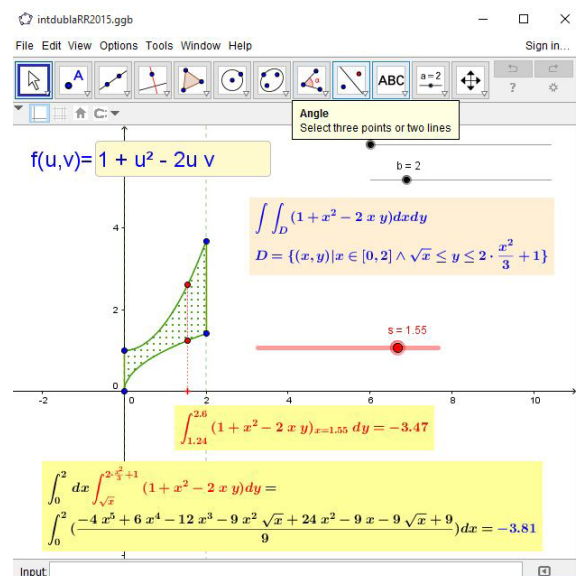 intdublaRR2015.ggb
File Edit View Options Tools Window Help Sign in...
ABC a = 2
Angle
Select three points or two lines
f(u,v)= 1 + u² - 2u v
b = 2
∫∫_D (1 + x² − 2 x y)dxdy
D = {(x, y)|x ∈ [0, 2] ∧ √x ≤ y ≤ 2 · x²/3 + 1}
4
2
0
s = 1.55
-2 0 2 4 6 8 10
∫_{1.24}^{2.6} (1 + x² − 2 x y)_{x=1.55} dy = −3.47
∫_0^2 dx ∫_{√x}^{2·x²/3+1} (1 + x² − 2 x y)dy =
∫_0^2 (−4 x⁵ + 6 x⁴ − 12 x³ − 9 x² √x + 24 x² − 9 x − 9 √x + 9 / 9)dx = −3.81
Input